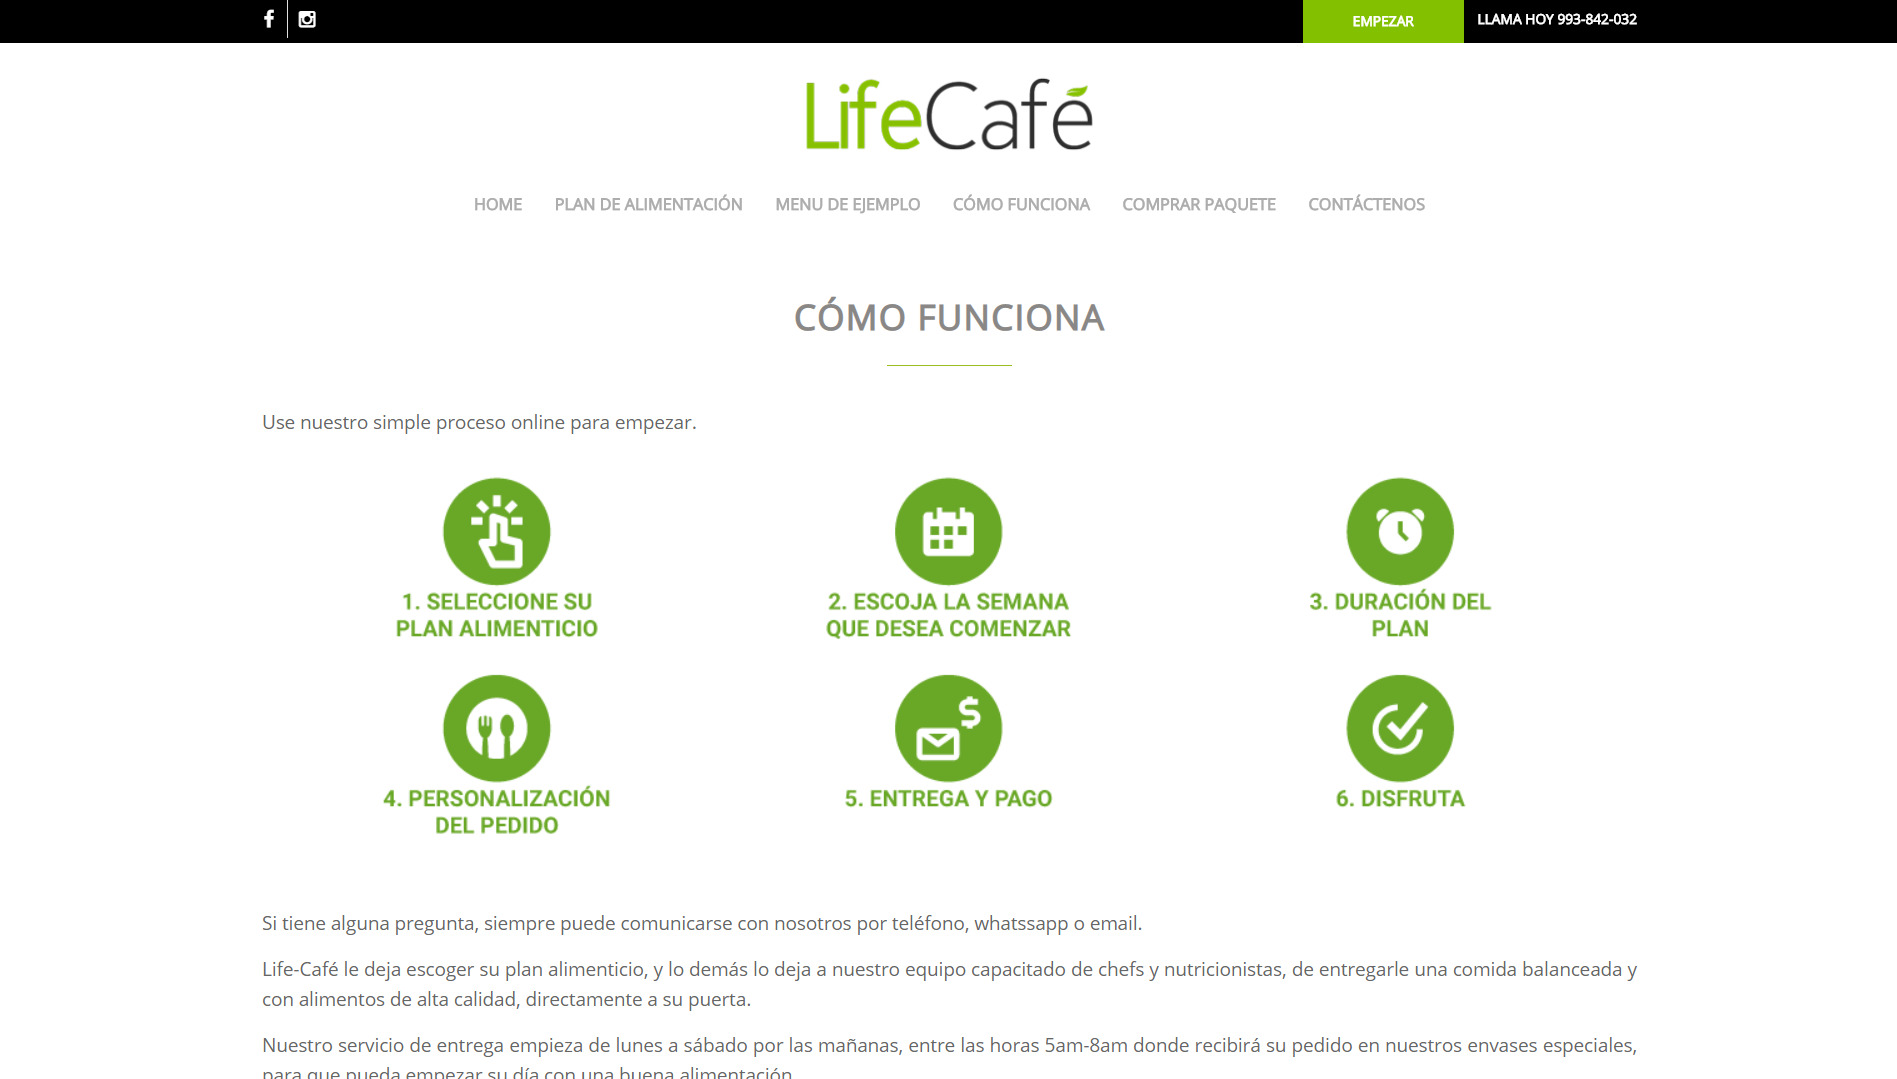 EMPEZAR
LLAMA HOY 993-842-032
LifeCafé
HOME
PLAN DE ALIMENTACIÓN
MENU DE EJEMPLO
CÓMO FUNCIONA
COMPRAR PAQUETE
CONTÁCTENOS
CÓMO FUNCIONA
Use nuestro simple proceso online para empezar.
1. SELECCIONE SU
PLAN ALIMENTICIO
2. ESCOJA LA SEMANA
QUE DESEA COMENZAR
3. DURACIÓN DEL
PLAN
4. PERSONALIZACIÓN
DEL PEDIDO
5. ENTREGA Y PAGO
6. DISFRUTA
Si tiene alguna pregunta, siempre puede comunicarse con nosotros por teléfono, whatssapp o email.
Life-Café le deja escoger su plan alimenticio, y lo demás lo deja a nuestro equipo capacitado de chefs y nutricionistas, de entregarle una comida balanceada y
con alimentos de alta calidad, directamente a su puerta.
Nuestro servicio de entrega empieza de lunes a sábado por las mañanas, entre las horas 5am-8am donde recibirá su pedido en nuestros envases especiales,
para que pueda empezar su día con una buena alimentación